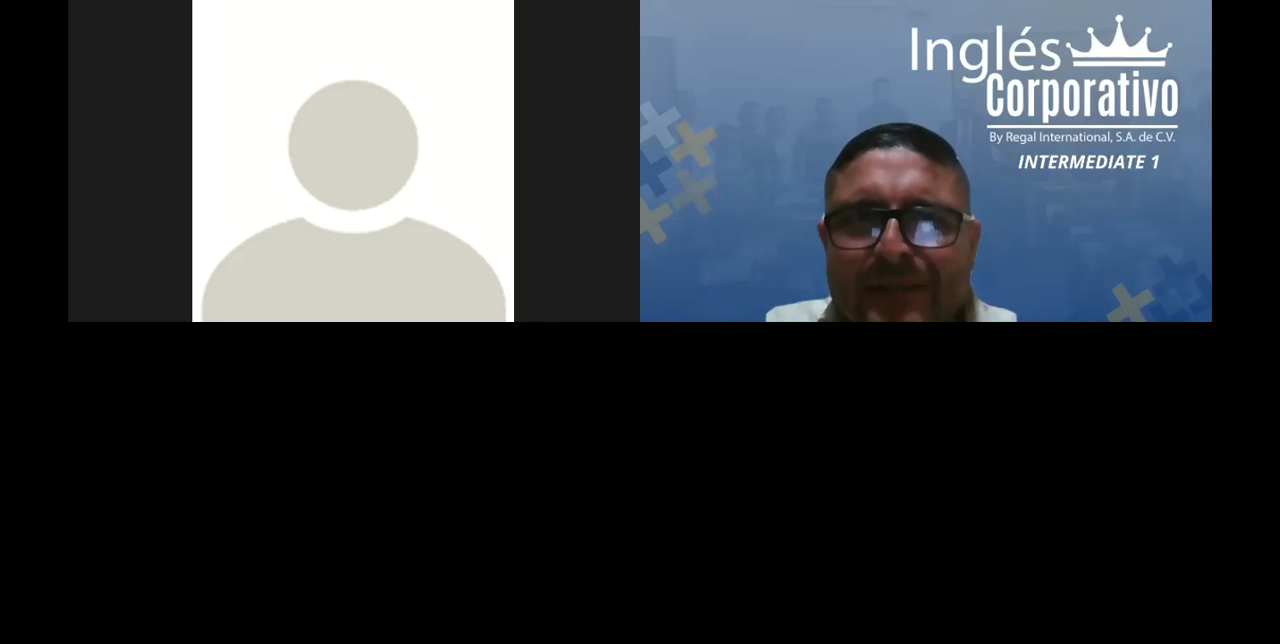 Inglés
Corporativo
By Regal International, S.A. de C.V.
INTERMEDIATE 1